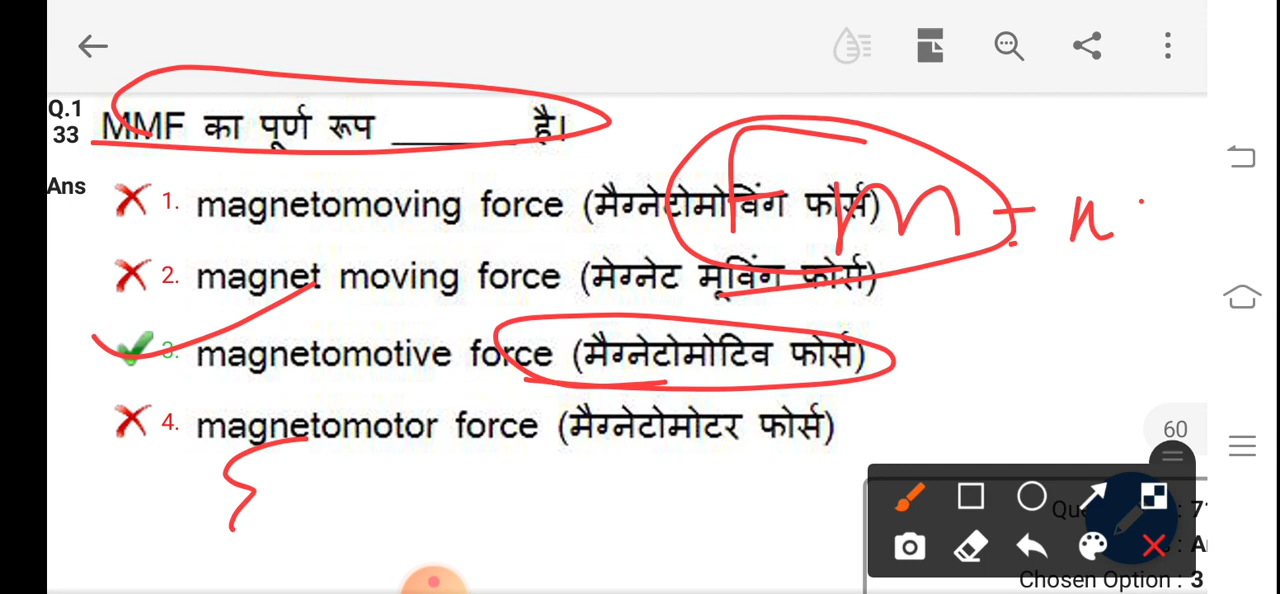 Q.1
33 MMF का पूर्ण रूप ______ है।
Ans
1. magnetomoving force (मैग्नेटोमोविंग फोर्स)
Fm = n
2. magnet moving force (मेग्नेट मूविंग फोर्स)
3. magnetomotive force (मैग्नेटोमोटिव फोर्स)
4. magnetomotor force (मैग्नेटोमोटर फोर्स)
60
Chosen Option : 3